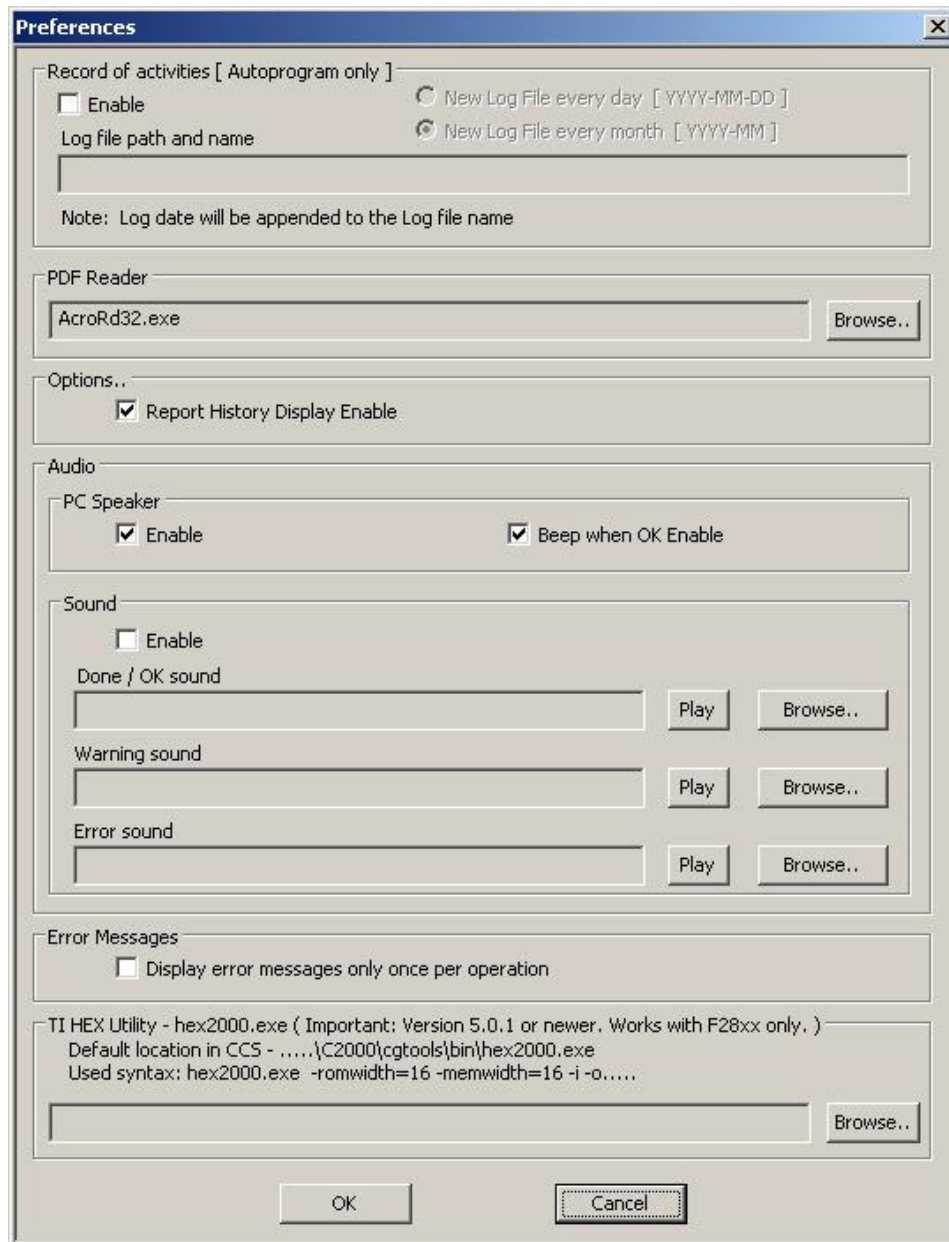 Preferences
Record of activities [ Autoprogram only ]
Enable
New Log File every day [ YYYY-MM-DD ]
New Log File every month [ YYYY-MM ]
Log file path and name
Note: Log date will be appended to the Log file name
PDF Reader
AcroRd32.exe
Browse..
Options..
Report History Display Enable
Audio
PC Speaker
Enable
Beep when OK Enable
Sound
Enable
Done / OK sound
Play
Browse..
Warning sound
Play
Browse..
Error sound
Play
Browse..
Error Messages
Display error messages only once per operation
TI HEX Utility - hex2000.exe ( Important: Version 5.0.1 or newer. Works with F28xx only. )
Default location in CCS - .....\C2000\cgtools\bin\hex2000.exe
Used syntax: hex2000.exe -romwidth=16 -memwidth=16 -i -o.....
Browse..
OK
Cancel